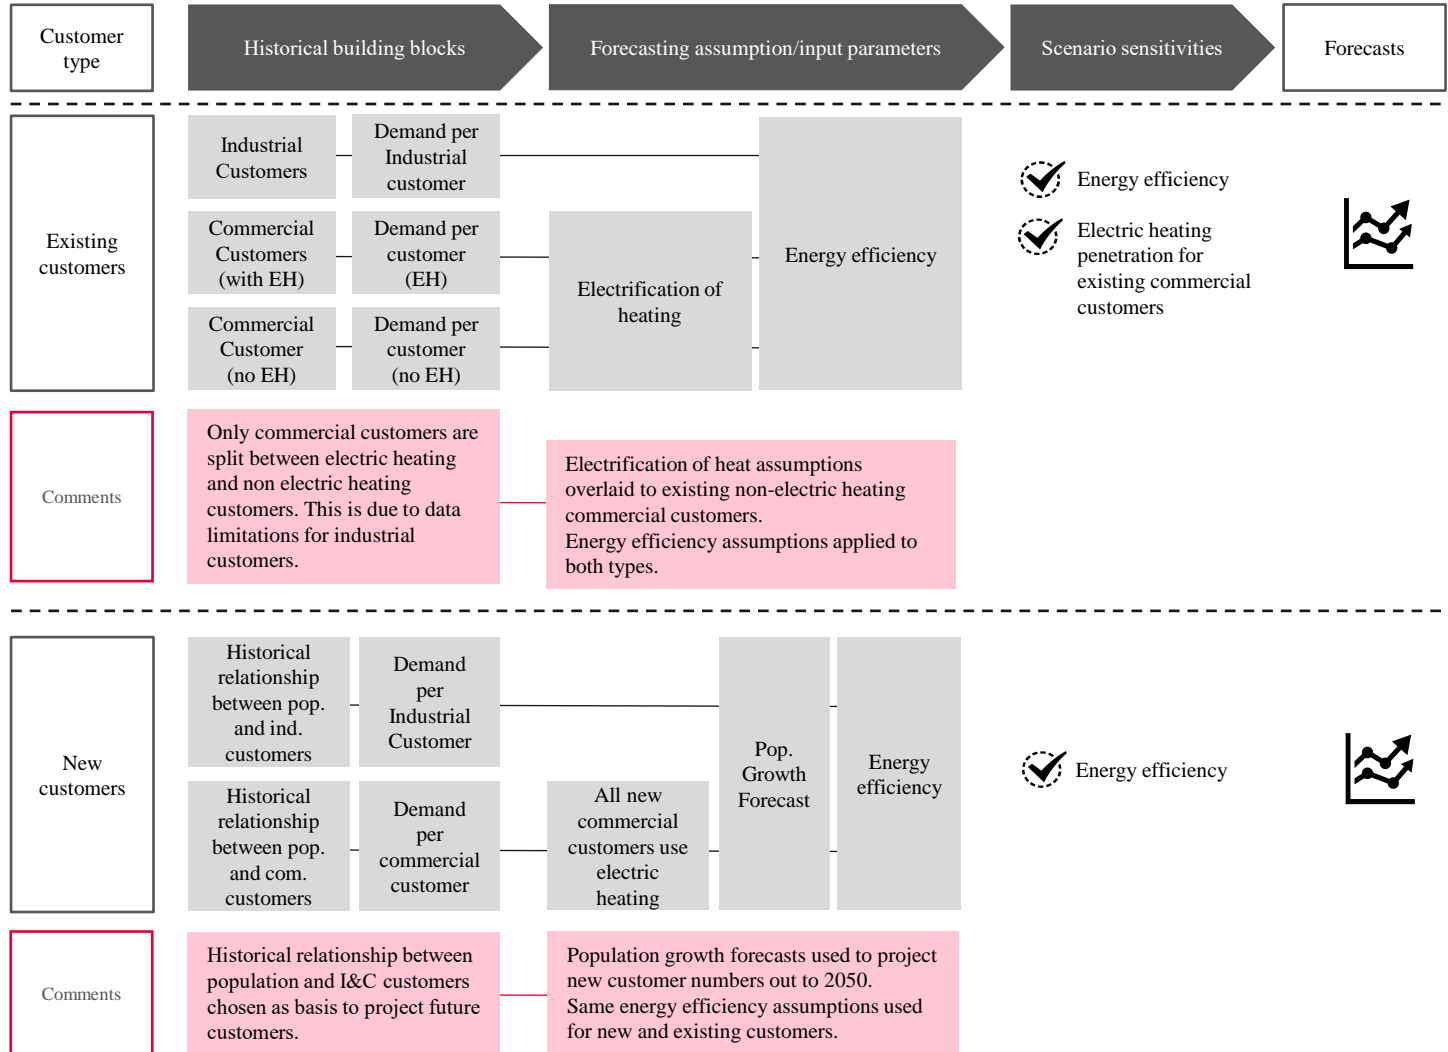 Customer
type
Historical building blocks
Forecasting assumption/input parameters
Scenario sensitivities
Forecasts
Existing
customers
Industrial
Customers
Demand per
Industrial
customer
Commercial
Customers
(with EH)
Demand per
customer
(EH)
Commercial
Customer
(no EH)
Demand per
customer
(no EH)
Electrification of
heating
Energy efficiency
Energy efficiency
Electric heating
penetration for
existing commercial
customers
Comments
Only commercial customers are
split between electric heating
and non electric heating
customers. This is due to data
limitations for industrial
customers.
Electrification of heat assumptions
overlaid to existing non-electric heating
commercial customers.
Energy efficiency assumptions applied to
both types.
New
customers
Historical
relationship
between pop.
and ind.
customers
Demand
per
Industrial
Customer
Historical
relationship
between pop.
and com.
customers
Demand
per
commercial
customer
All new
commercial
customers use
electric
heating
Pop.
Growth
Forecast
Energy
efficiency
Energy efficiency
Comments
Historical relationship between
population and I&C customers
chosen as basis to project future
customers.
Population growth forecasts used to project
new customer numbers out to 2050.
Same energy efficiency assumptions used
for new and existing customers.